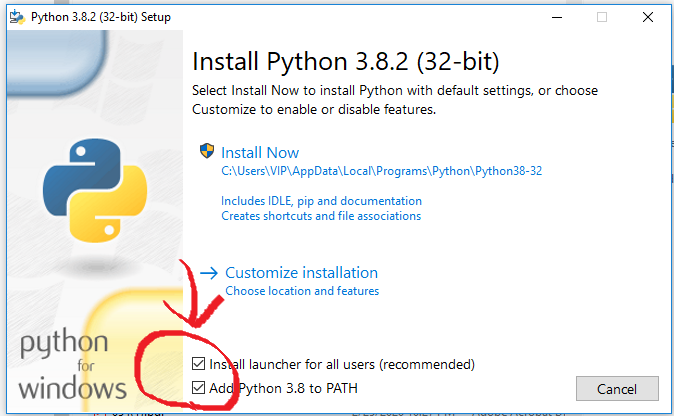 Python 3.8.2 (32-bit) Setup
Install Python 3.8.2 (32-bit)
Select Install Now to install Python with default settings, or choose
Customize to enable or disable features.
Install Now
C:\Users\VIP\AppData\Local\Programs\Python\Python38-32
Includes IDLE, pip and documentation
Creates shortcuts and file associations
Customize installation
Choose location and features
python
for
windows
Install launcher for all users (recommended)
Add Python 3.8 to PATH
Cancel